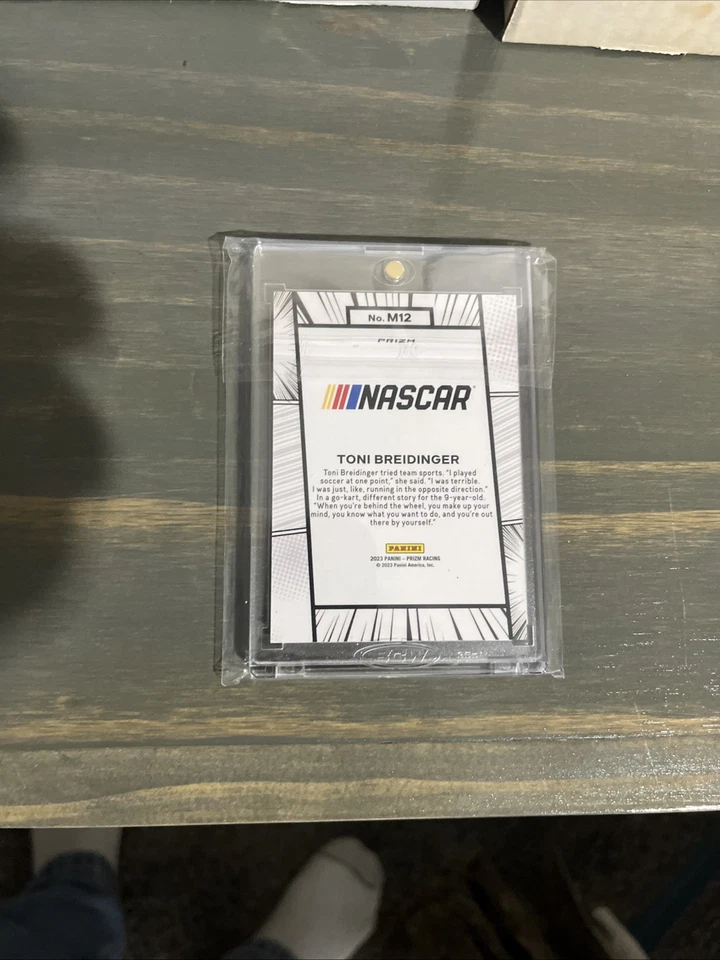 No. M12
PRIZM
NASCAR
TONI BREIDINGER
Toni Breidinger tried team sports. "I played
soccer at one point," she said. "I was terrible.
I was just, like, running in the opposite direction."
In a go-kart, different story for the 9-year-old.
"When you're behind the wheel, you make up your
mind, you know what you want to do, and you're out
there by yourself."
PANINI
2023 PANINI – PRIZM RACING
© 2023 Panini America, Inc.